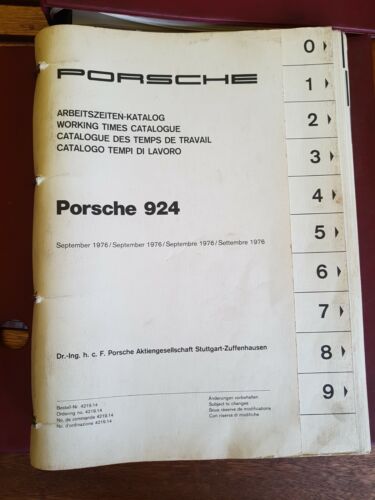 PORSCHE
ARBEITSZEITEN-KATALOG
WORKING TIMES CATALOGUE
CATALOGUE DES TEMPS DE TRAVAIL
CATALOGO TEMPI DI LAVORO
Porsche 924
September 1976/September 1976/Septembre 1976/Settembre 1976
Dr.-Ing. h. c. F. Porsche Aktiengesellschaft Stuttgart-Zuffenhausen
Bestell-Nr. 4219.14
Ordering no. 4219.14
No. de commande 4219.14
No. d'ordinazione 4219.14
Änderungen vorbehalten
Subject to changes
Sous réserve de modifications
Con riserva di modifiche
0
1
2
3
4
5
6
7
8
9